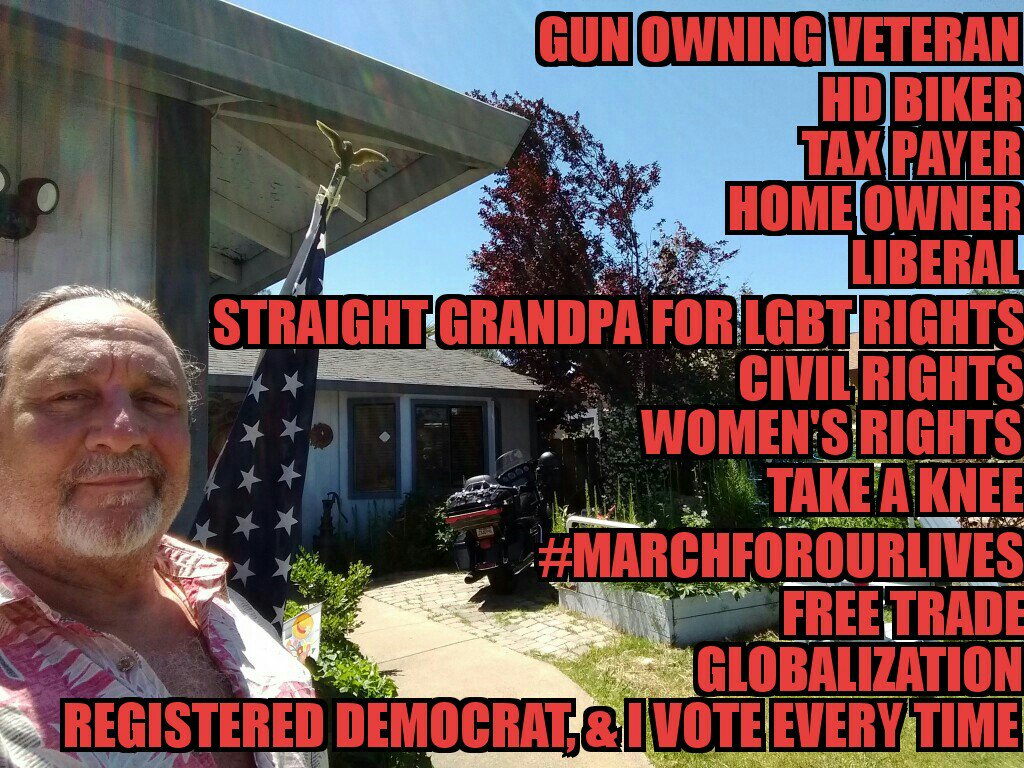 GUN OWNING VETERAN
HD BIKER
TAX PAYER
HOME OWNER
LIBERAL
STRAIGHT GRANDPA FOR LGBT RIGHTS
CIVIL RIGHTS
WOMEN'S RIGHTS
TAKE A KNEE
#MARCHFOROURLIVES
FREE TRADE
GLOBALIZATION
REGISTERED DEMOCRAT, & I VOTE EVERY TIME